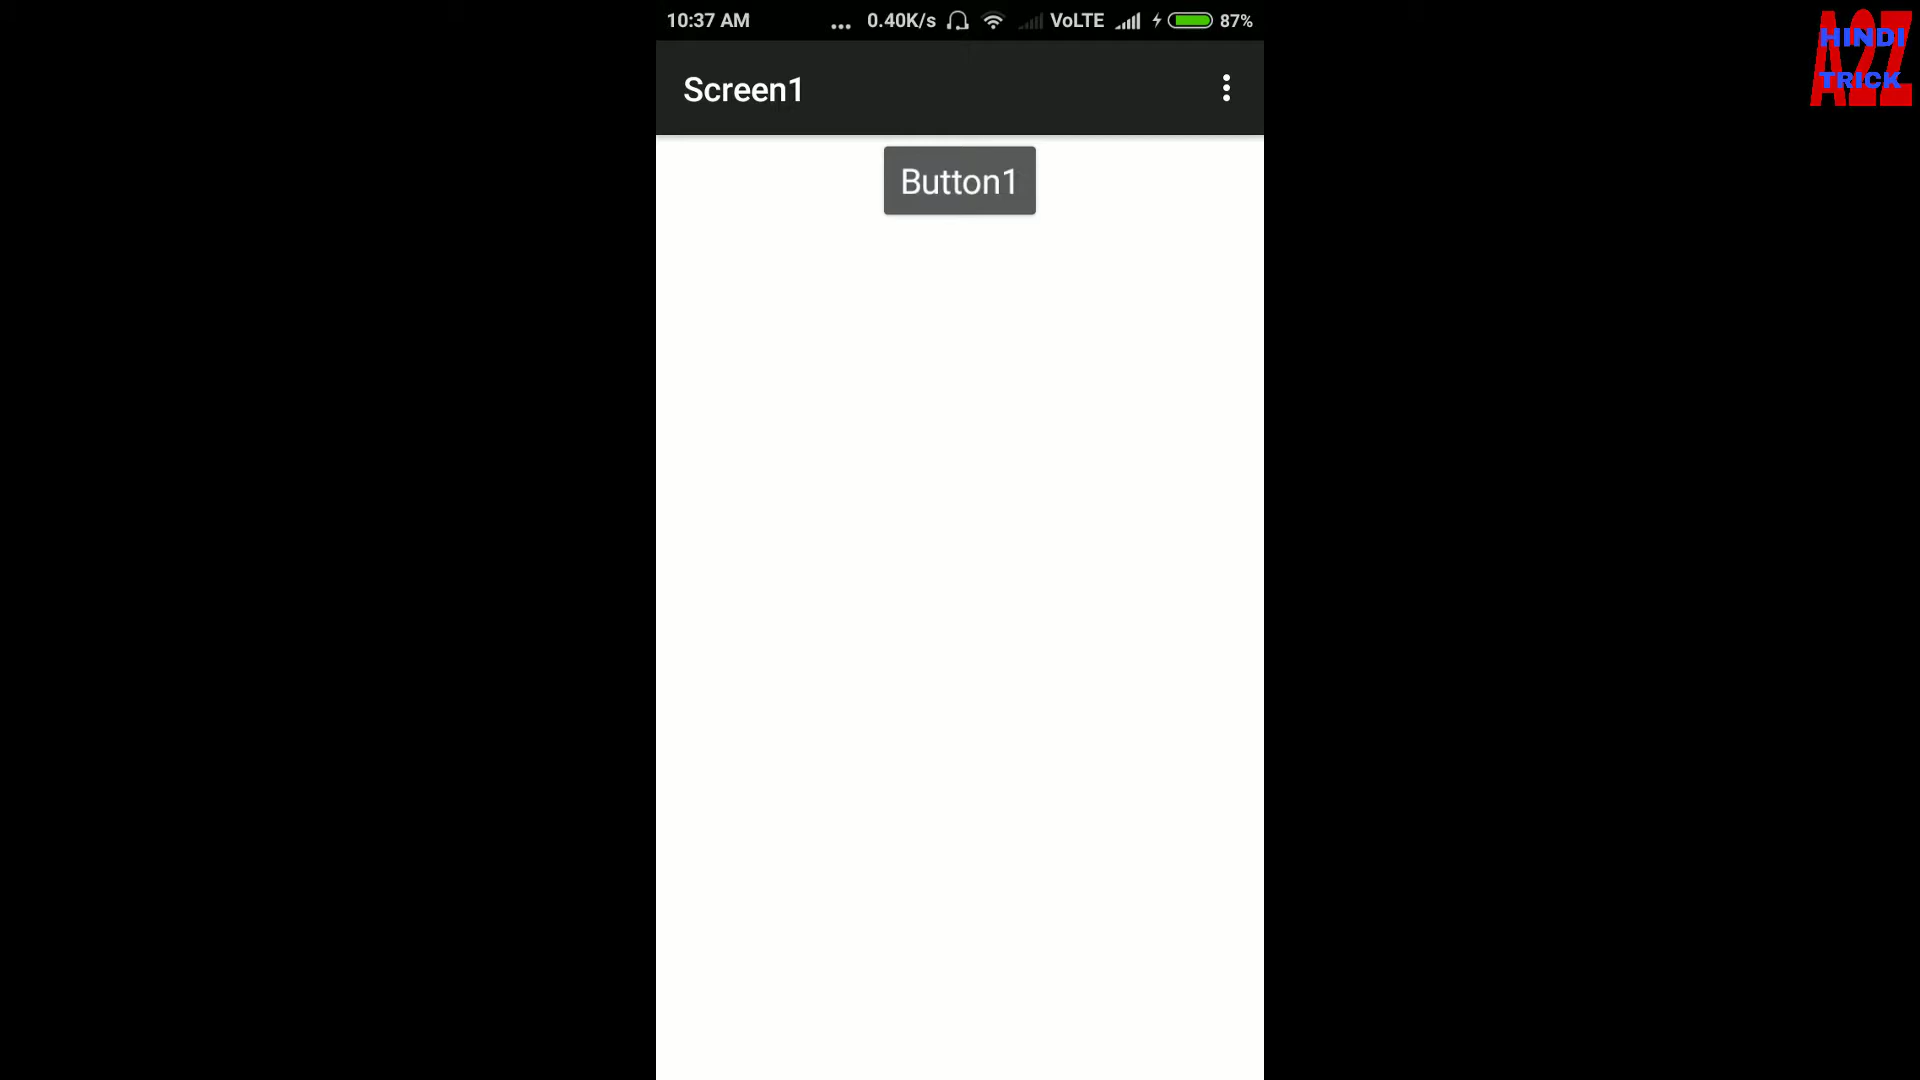 10:37 AM ... 0.40K/s VoLTE 87%
HINDI
A2Z
TRICK
Screen1
Button1